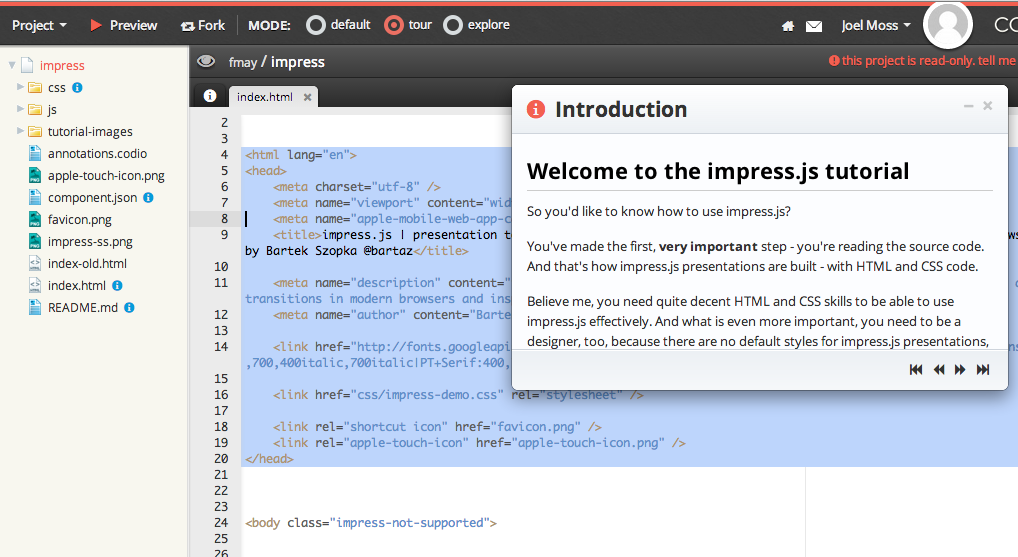 Project Preview Fork MODE: default tour explore Joel Moss CO
impress
css
js
tutorial-images
annotations.codio
apple-touch-icon.png
component.json
favicon.png
impress-ss.png
index-old.html
index.html
README.md
fmay / impress this project is read-only. tell me
index.html
2
3
4 <html lang="en">
5 <head>
6 <meta charset="utf-8" />
7 <meta name="viewport" content="wid
8 <meta name="apple-mobile-web-app-c
9 <title>impress.js | presentation to
by Bartek Szopka @bartaz</title>
10
11 <meta name="description" content="
transitions in modern browsers and ins
12 <meta name="author" content="Barte
13
14 <link href="http://fonts.googleapi
,700,400italic,700italic|PT+Serif:400,
15
16 <link href="css/impress-demo.css" rel="stylesheet" />
17
18 <link rel="shortcut icon" href="favicon.png" />
19 <link rel="apple-touch-icon" href="apple-touch-icon.png" />
20 </head>
21
22
23
24 <body class="impress-not-supported">
25
26
Introduction
Welcome to the impress.js tutorial
So you'd like to know how to use impress.js?
You've made the first, very important step - you're reading the source code.
And that's how impress.js presentations are built - with HTML and CSS code.
Believe me, you need quite decent HTML and CSS skills to be able to use
impress.js effectively. And what is even more important, you need to be a
designer, too, because there are no default styles for impress.js presentations,